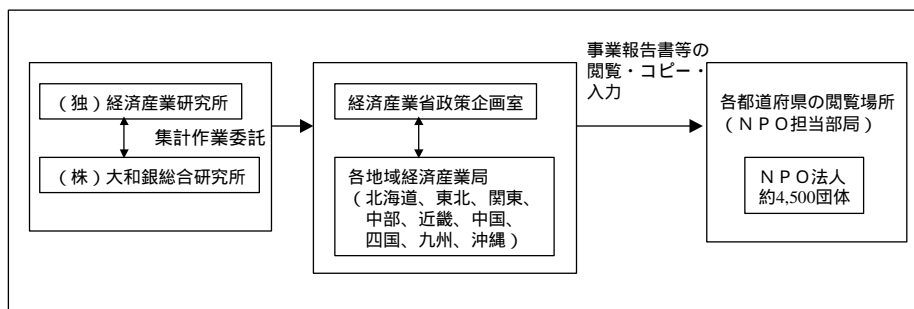 （独）経済産業研究所
集計作業委託
（株）大和銀総合研究所
経済産業省政策企画室
各地域経済産業局
（北海道、東北、関東、
中部、近畿、中国、
四国、九州、沖縄）
事業報告書等の
閲覧・コピー・
入力
各都道府県の閲覧場所
（ＮＰＯ担当部局）
ＮＰＯ法人
約4,500団体